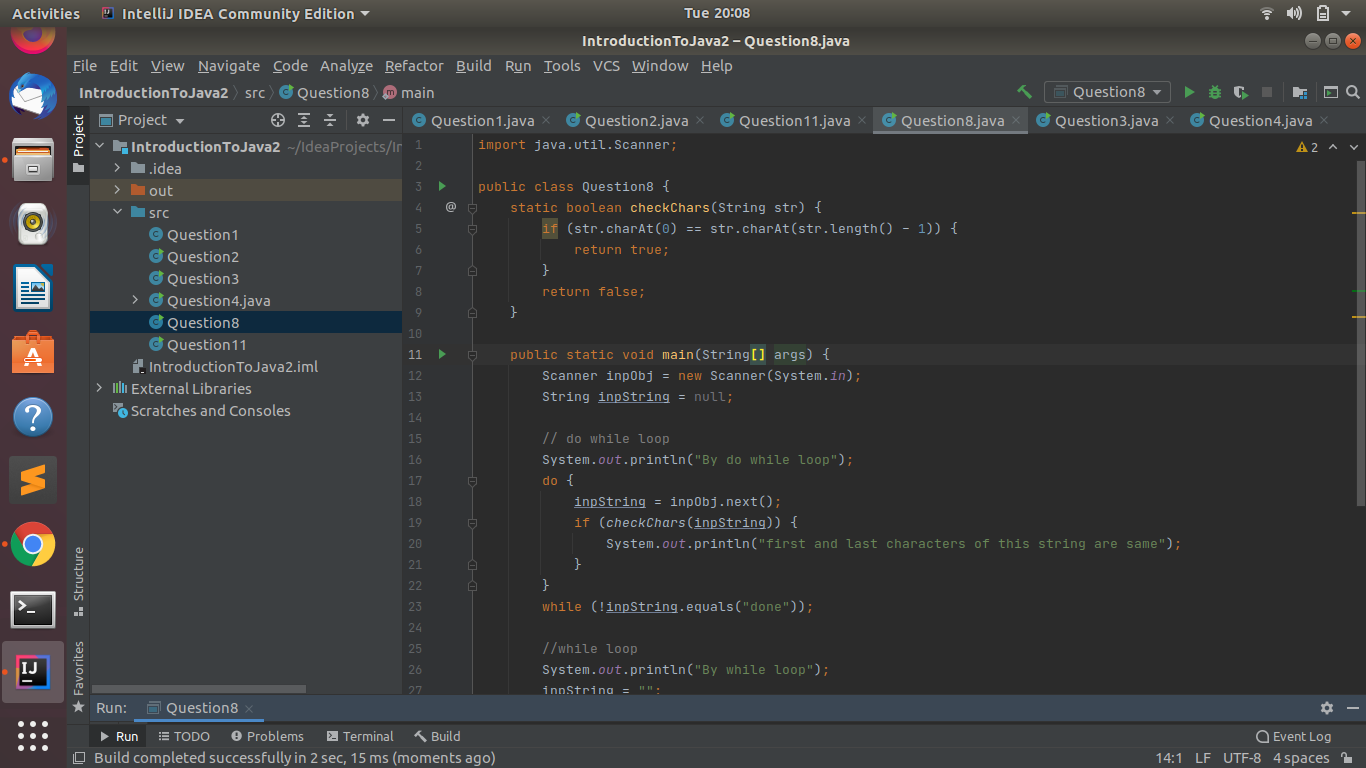 Activities IntelliJ IDEA Community Edition Tue 20:08
IntroductionToJava2 – Question8.java
File Edit View Navigate Code Analyze Refactor Build Run Tools VCS Window Help
IntroductionToJava2 src Question8 main Question8
Project
Project
IntroductionToJava2 ~/IdeaProjects/In
.idea
out
src
Question1
Question2
Question3
Question4.java
Question8
Question11
IntroductionToJava2.iml
External Libraries
Scratches and Consoles
Structure
Favorites
Question1.java Question2.java Question11.java Question8.java Question3.java Question4.java
2
1 import java.util.Scanner;
2
3 public class Question8 {
4 @ static boolean checkChars(String str) {
5 if (str.charAt(0) == str.charAt(str.length() - 1)) {
6 return true;
7 }
8 return false;
9 }
10
11 public static void main(String[] args) {
12 Scanner inpObj = new Scanner(System.in);
13 String inpString = null;
14
15 // do while loop
16 System.out.println("By do while loop");
17 do {
18 inpString = inpObj.next();
19 if (checkChars(inpString)) {
20 System.out.println("first and last characters of this string are same");
21 }
22 }
23 while (!inpString.equals("done"));
24
25 //while loop
26 System.out.println("By while loop");
27 inpString = "";
Run: Question8
Run TODO Problems Terminal Build Event Log
Build completed successfully in 2 sec, 15 ms (moments ago) 14:1 LF UTF-8 4 spaces